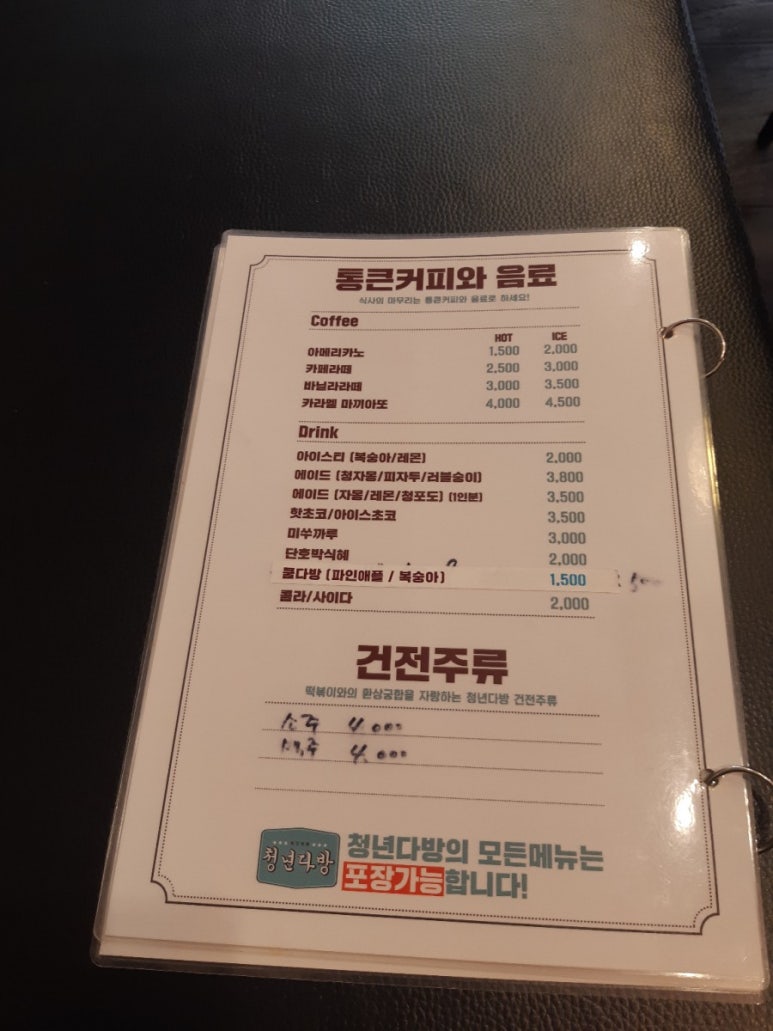 통큰커피와 음료
식사의 마무리는 통큰커피와 음료로 하세요!
Coffee
HOT ICE
아메리카노 1,500 2,000
카페라떼 2,500 3,000
바닐라라떼 3,000 3,500
카라멜 마끼아또 4,000 4,500
Drink
아이스티 (복숭아/레몬) 2,000
에이드 (청자몽/피자두/러블숭이) 3,800
에이드 (자몽/레몬/청포도) (1인분) 3,500
핫초코/아이스초코 3,500
미쑤까루 3,000
단호박식혜 2,000
쿨다방 (파인애플 / 복숭아) 1,500
콜라/사이다 2,000
건전주류
떡볶이와의 환상궁합을 자랑하는 청년다방 건전주류
소주 4,000
맥주 4,000
청년다방
청년다방의 모든메뉴는
포장가능합니다!